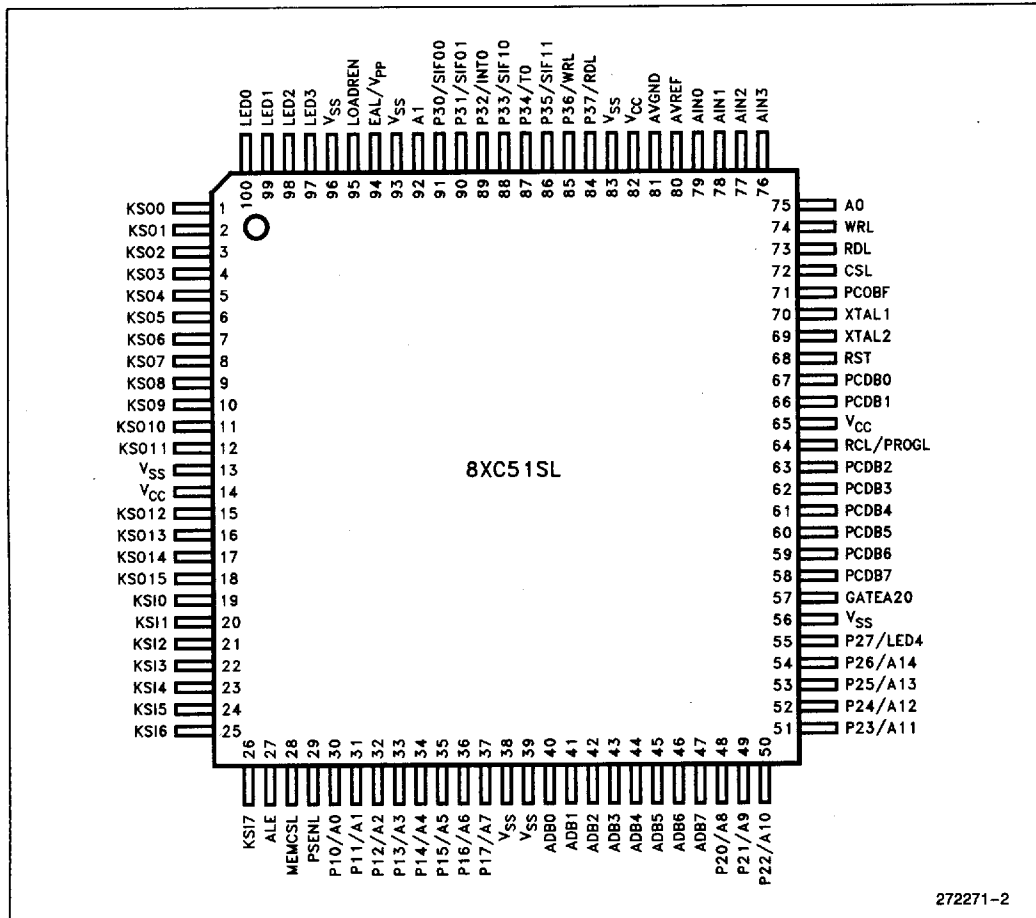 LED0
LED1
LED2
LED3
VSS
LOADREN
EAL/VPP
VSS
A1
P30/SIF00
P31/SIF01
P32/INT0
P33/SIF10
P34/T0
P35/SIF11
P36/WRL
P37/RDL
VSS
VCC
AVGND
AVREF
AIN0
AIN1
AIN2
AIN3
100 99 98 97 96 95 94 93 92 91 90 89 88 87 86 85 84 83 82 81 80 79 78 77 76
KSO0 1
KSO1 2
KSO2 3
KSO3 4
KSO4 5
KSO5 6
KSO6 7
KSO7 8
KSO8 9
KSO9 10
KSO10 11
KSO11 12
VSS 13
VCC 14
KSO12 15
KSO13 16
KSO14 17
KSO15 18
KSI0 19
KSI1 20
KSI2 21
KSI3 22
KSI4 23
KSI5 24
KSI6 25
8XC51SL
75 A0
74 WRL
73 RDL
72 CSL
71 PCOBF
70 XTAL1
69 XTAL2
68 RST
67 PCDB0
66 PCDB1
65 VCC
64 RCL/PROGL
63 PCDB2
62 PCDB3
61 PCDB4
60 PCDB5
59 PCDB6
58 PCDB7
57 GATEA20
56 VSS
55 P27/LED4
54 P26/A14
53 P25/A13
52 P24/A12
51 P23/A11
26 27 28 29 30 31 32 33 34 35 36 37 38 39 40 41 42 43 44 45 46 47 48 49 50
KSI7
ALE
MEMCSL
PSENL
P10/A0
P11/A1
P12/A2
P13/A3
P14/A4
P15/A5
P16/A6
P17/A7
VSS
VSS
ADB0
ADB1
ADB2
ADB3
ADB4
ADB5
ADB6
ADB7
P20/A8
P21/A9
P22/A10
272271-2